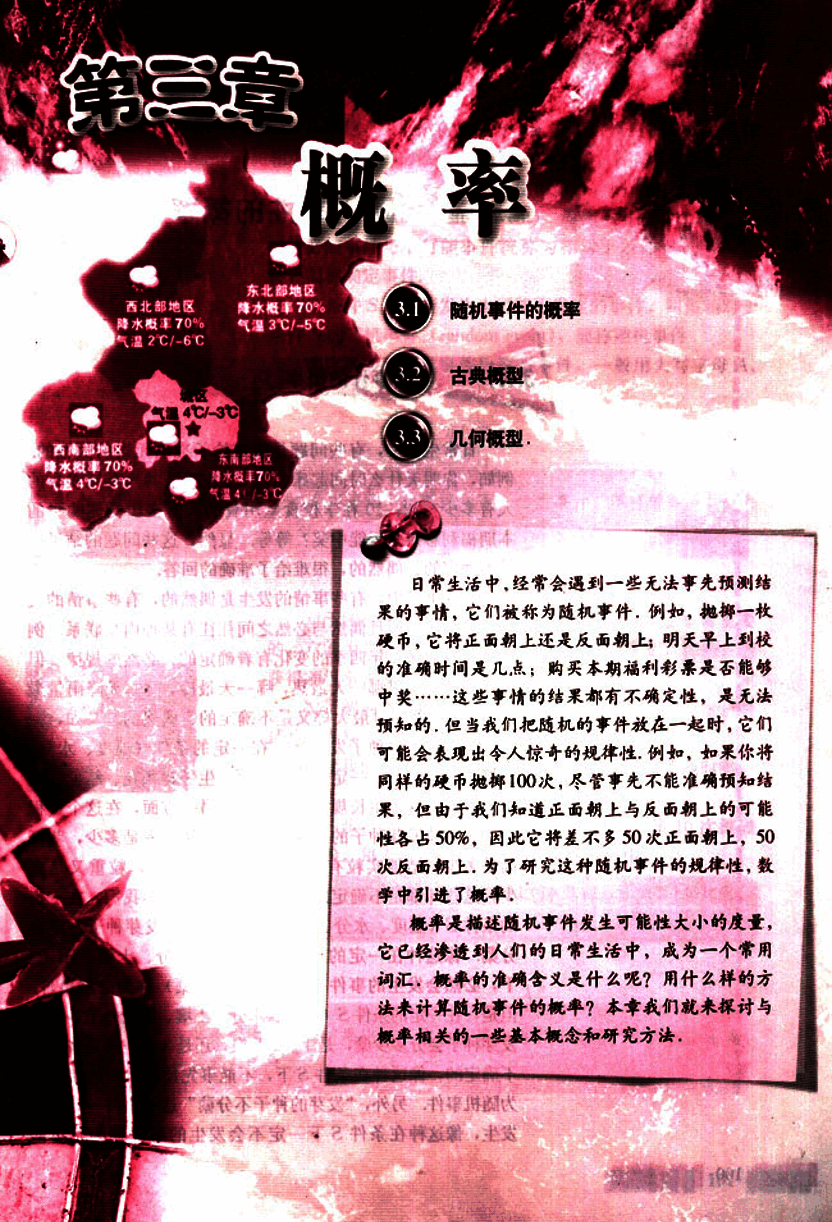 第三章
概 率
东北部地区
降水概率70%
气温 3℃/-5℃
西北部地区
降水概率70%
气温 2℃/-6℃
城区
气温 4℃/-3℃
西南部地区
降水概率70%
气温 4℃/-3℃
东南部地区
降水概率70%
气温 4℃/-3℃
3.1 随机事件的概率
3.2 古典概型
3.3 几何概型
日常生活中,经常会遇到一些无法事先预测结
果的事情,它们被称为随机事件.例如,抛掷一枚
硬币,它将正面朝上还是反面朝上;明天早上到校
的准确时间是几点;购买本期福利彩票是否能够
中奖……这些事情的结果都有不确定性,是无法
预知的.但当我们把随机的事件放在一起时,它们
可能会表现出令人惊奇的规律性.例如,如果你将
同样的硬币抛掷100次,尽管事先不能准确预知结
果,但由于我们知道正面朝上与反面朝上的可能
性各占50%,因此它将差不多50次正面朝上,50
次反面朝上.为了研究这种随机事件的规律性,数
学中引进了概率.
概率是描述随机事件发生可能性大小的度量,
它已经渗透到人们的日常生活中,成为一个常用
词汇.概率的准确含义是什么呢?用什么样的方
法来计算随机事件的概率?本章我们就来探讨与
概率相关的一些基本概念和研究方法.